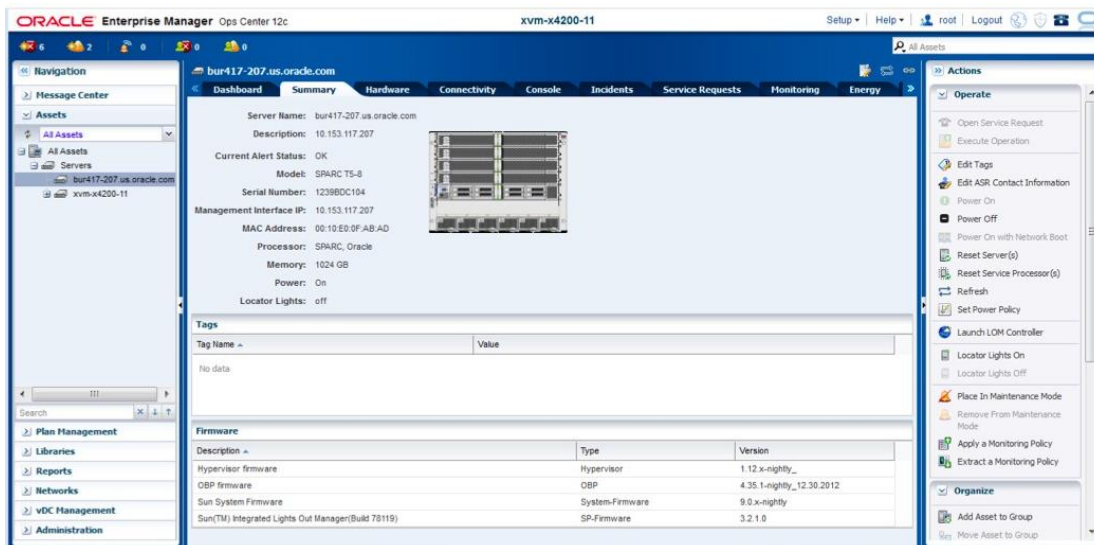 ORACLE Enterprise Manager Ops Center 12c
xvm-x4200-11
Setup Help root Logout
6 2 0 0 0
All Assets
Navigation
Message Center
Assets
All Assets
All Assets
Servers
bur417-207.us.oracle.com
xvm-x4200-11
Search
Plan Management
Libraries
Reports
Networks
vDC Management
Administration
bur417-207.us.oracle.com
Dashboard Summary Hardware Connectivity Console Incidents Service Requests Monitoring Energy
Server Name: bur417-207.us.oracle.com
Description: 10.153.117.207
Current Alert Status: OK
Model: SPARC T5-8
Serial Number: 1239BDC104
Management Interface IP: 10.153.117.207
MAC Address: 00:10:E0:0F:AB:AD
Processor: SPARC, Oracle
Memory: 1024 GB
Power: On
Locator Lights: off
Tags
Tag Name Value
No data
Firmware
Description Type Version
Hypervisor firmware Hypervisor 1.12.x-nightly_
OBP firmware OBP 4.35.1-nightly_12.30.2012
Sun System Firmware System-Firmware 9.0.x-nightly
Sun(TM) Integrated Lights Out Manager(Build 78119) SP-Firmware 3.2.1.0
Actions
Operate
Open Service Request
Execute Operation
Edit Tags
Edit ASR Contact Information
Power On
Power Off
Power On with Network Boot
Reset Server(s)
Reset Service Processor(s)
Refresh
Set Power Policy
Launch LOM Controller
Locator Lights On
Locator Lights Off
Place In Maintenance Mode
Remove From Maintenance
Mode
Apply a Monitoring Policy
Extract a Monitoring Policy
Organize
Add Asset to Group
Move Asset to Group